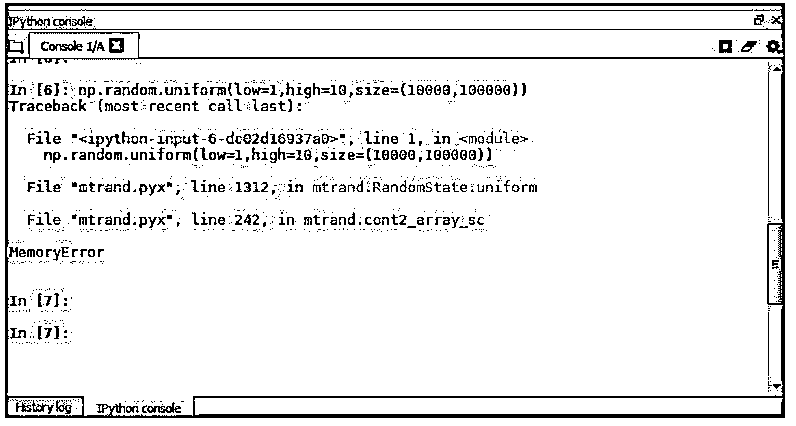 IPython console
Console 1/A
In [6]: np.random.uniform(low=1,high=10,size=(10000,100000))
Traceback (most recent call last):
File "<ipython-input-6-dc02d16937a0>", line 1, in <module>
np.random.uniform(low=1,high=10,size=(10000,100000))
File "mtrand.pyx", line 1312, in mtrand.RandomState.uniform
File "mtrand.pyx", line 242, in mtrand.cont2_array_sc
MemoryError
In [7]:
In [7]:
History log
IPython console